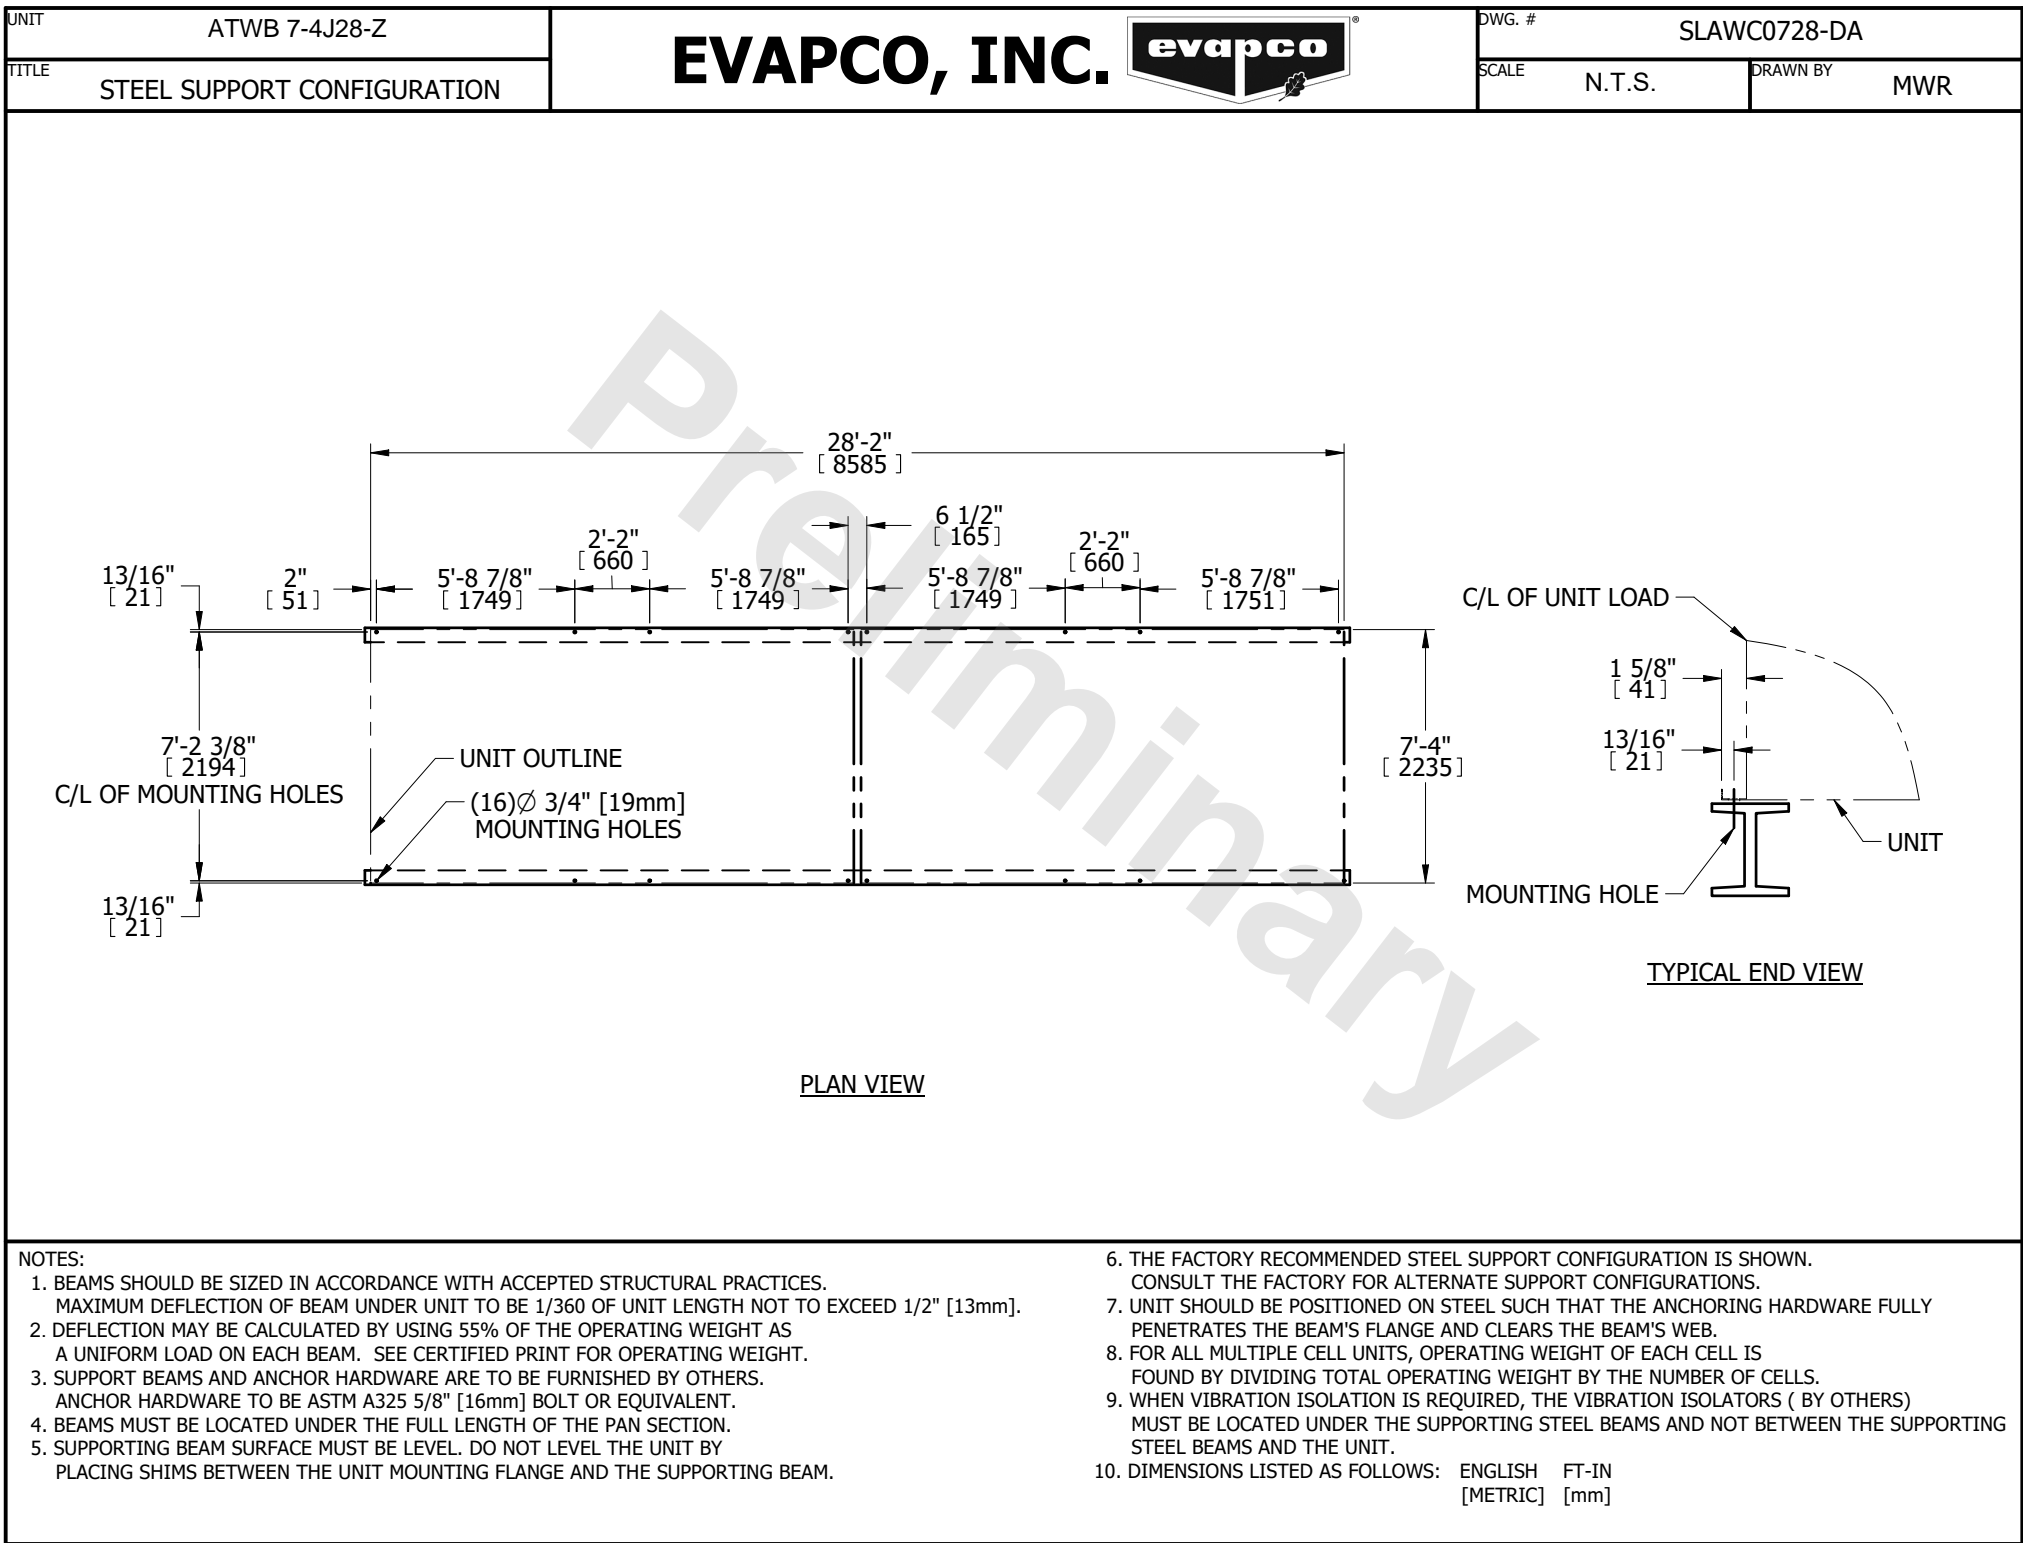 UNIT
ATWB 7-4J28-Z
TITLE
STEEL SUPPORT CONFIGURATION
EVAPCO, INC.
evapco
®
DWG. #
SLAWC0728-DA
SCALE
N.T.S.
DRAWN BY
MWR
Preliminary
28'-2"
[ 8585 ]
6 1/2"
[ 165]
2'-2"
[ 660 ]
2'-2"
[ 660 ]
13/16"
[ 21]
2"
[ 51]
5'-8 7/8"
[ 1749]
5'-8 7/8"
[ 1749 ]
5'-8 7/8"
[ 1749 ]
5'-8 7/8"
[ 1751]
7'-2 3/8"
[ 2194]
C/L OF MOUNTING HOLES
UNIT OUTLINE
(16)Ø 3/4" [19mm]
MOUNTING HOLES
7'-4"
[ 2235]
13/16"
[ 21]
C/L OF UNIT LOAD
1 5/8"
[ 41]
13/16"
[ 21]
UNIT
MOUNTING HOLE
TYPICAL END VIEW
PLAN VIEW
NOTES:
1. BEAMS SHOULD BE SIZED IN ACCORDANCE WITH ACCEPTED STRUCTURAL PRACTICES.
MAXIMUM DEFLECTION OF BEAM UNDER UNIT TO BE 1/360 OF UNIT LENGTH NOT TO EXCEED 1/2" [13mm].
2. DEFLECTION MAY BE CALCULATED BY USING 55% OF THE OPERATING WEIGHT AS
A UNIFORM LOAD ON EACH BEAM. SEE CERTIFIED PRINT FOR OPERATING WEIGHT.
3. SUPPORT BEAMS AND ANCHOR HARDWARE ARE TO BE FURNISHED BY OTHERS.
ANCHOR HARDWARE TO BE ASTM A325 5/8" [16mm] BOLT OR EQUIVALENT.
4. BEAMS MUST BE LOCATED UNDER THE FULL LENGTH OF THE PAN SECTION.
5. SUPPORTING BEAM SURFACE MUST BE LEVEL. DO NOT LEVEL THE UNIT BY
PLACING SHIMS BETWEEN THE UNIT MOUNTING FLANGE AND THE SUPPORTING BEAM.
6. THE FACTORY RECOMMENDED STEEL SUPPORT CONFIGURATION IS SHOWN.
CONSULT THE FACTORY FOR ALTERNATE SUPPORT CONFIGURATIONS.
7. UNIT SHOULD BE POSITIONED ON STEEL SUCH THAT THE ANCHORING HARDWARE FULLY
PENETRATES THE BEAM'S FLANGE AND CLEARS THE BEAM'S WEB.
8. FOR ALL MULTIPLE CELL UNITS, OPERATING WEIGHT OF EACH CELL IS
FOUND BY DIVIDING TOTAL OPERATING WEIGHT BY THE NUMBER OF CELLS.
9. WHEN VIBRATION ISOLATION IS REQUIRED, THE VIBRATION ISOLATORS ( BY OTHERS)
MUST BE LOCATED UNDER THE SUPPORTING STEEL BEAMS AND NOT BETWEEN THE SUPPORTING
STEEL BEAMS AND THE UNIT.
10. DIMENSIONS LISTED AS FOLLOWS: ENGLISH FT-IN
[METRIC] [mm]